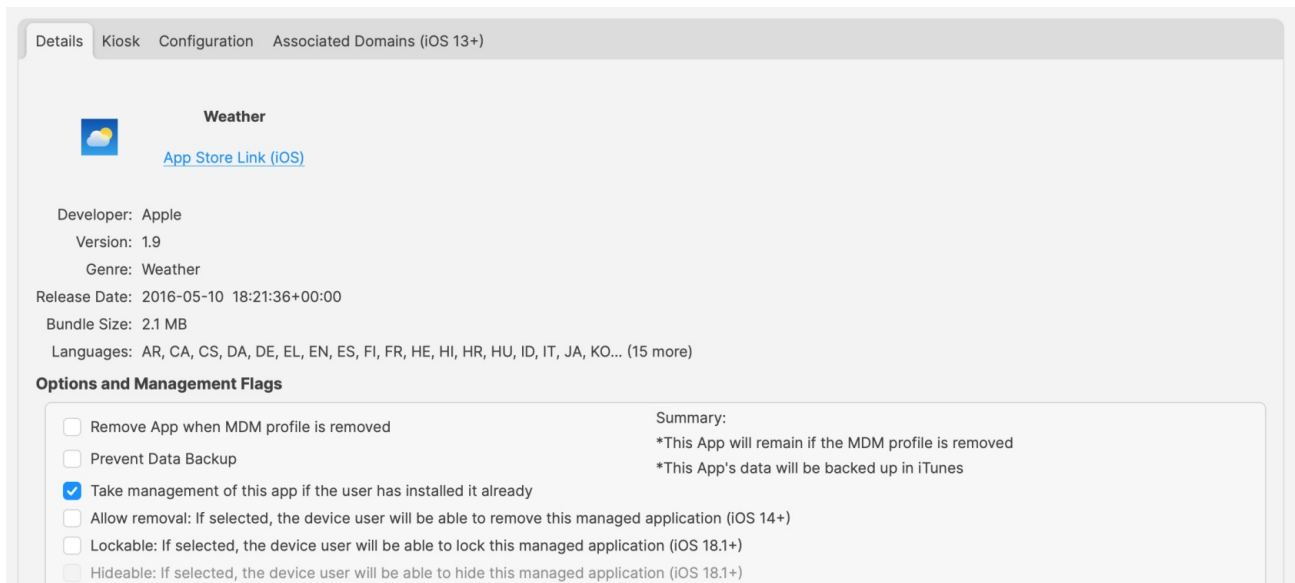 Details Kiosk Configuration Associated Domains (iOS 13+)
Weather
App Store Link (iOS)
Developer: Apple
Version: 1.9
Genre: Weather
Release Date: 2016-05-10 18:21:36+00:00
Bundle Size: 2.1 MB
Languages: AR, CA, CS, DA, DE, EL, EN, ES, FI, FR, HE, HI, HR, HU, ID, IT, JA, KO... (15 more)
Options and Management Flags
Remove App when MDM profile is removed
Prevent Data Backup
Take management of this app if the user has installed it already
Allow removal: If selected, the device user will be able to remove this managed application (iOS 14+)
Lockable: If selected, the device user will be able to lock this managed application (iOS 18.1+)
Hideable: If selected, the device user will be able to hide this managed application (iOS 18.1+)
Summary:
*This App will remain if the MDM profile is removed
*This App's data will be backed up in iTunes